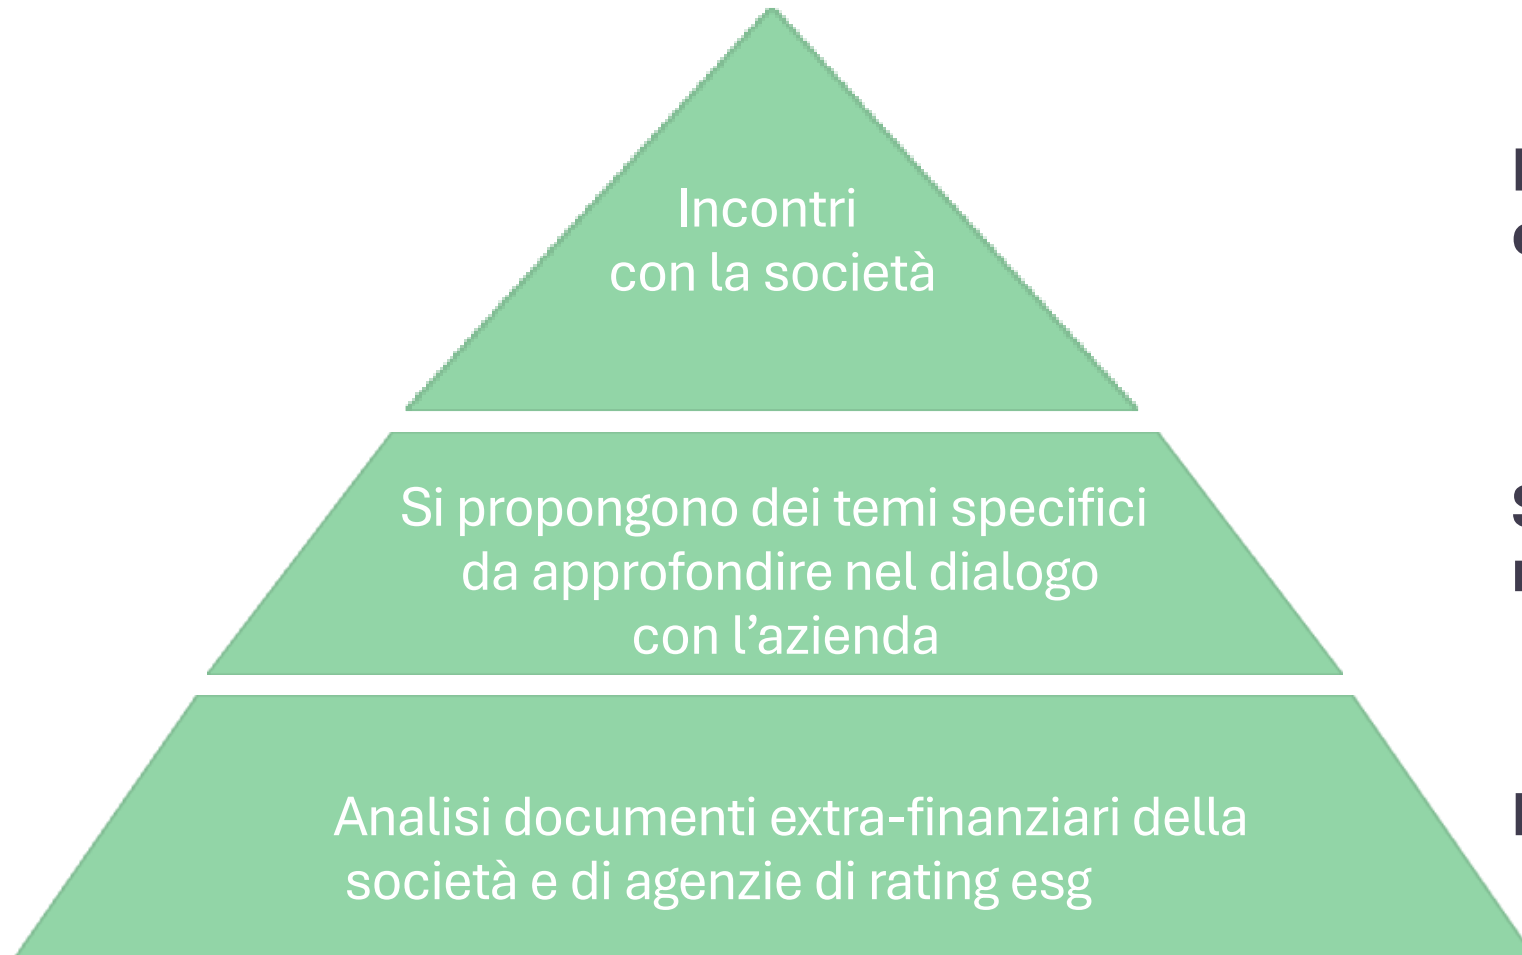 Incontri
con la società
Si propongono dei temi specifici
da approfondire nel dialogo
con l’azienda
Analisi documenti extra-finanziari della
società e di agenzie di rating esg